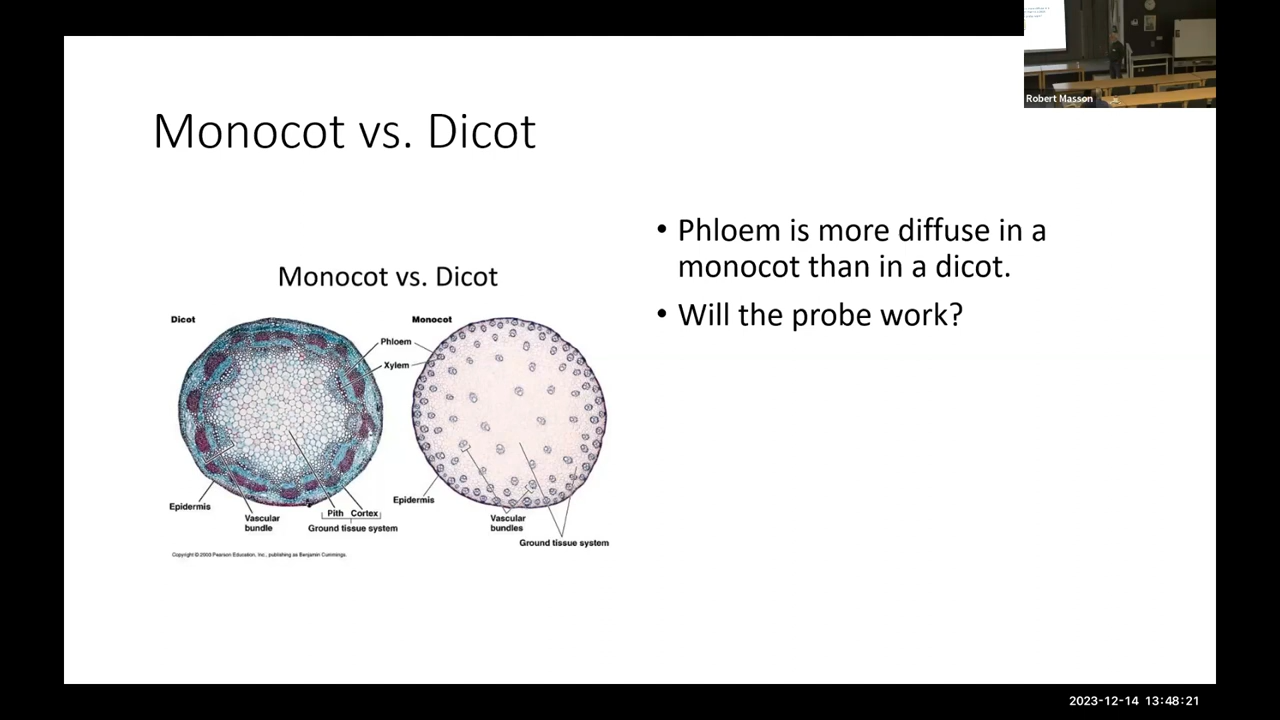 Robert Masson
Monocot vs. Dicot
• Phloem is more diffuse in a
monocot than in a dicot.
• Will the probe work?
Monocot vs. Dicot
Dicot
Monocot
Phloem
Xylem
Epidermis
Vascular
bundle
Pith Cortex
Ground tissue system
Epidermis
Vascular
bundles
Ground tissue system
Copyright © 2005 Pearson Education, Inc., publishing as Benjamin Cummings.
2023-12-14 13:48:21